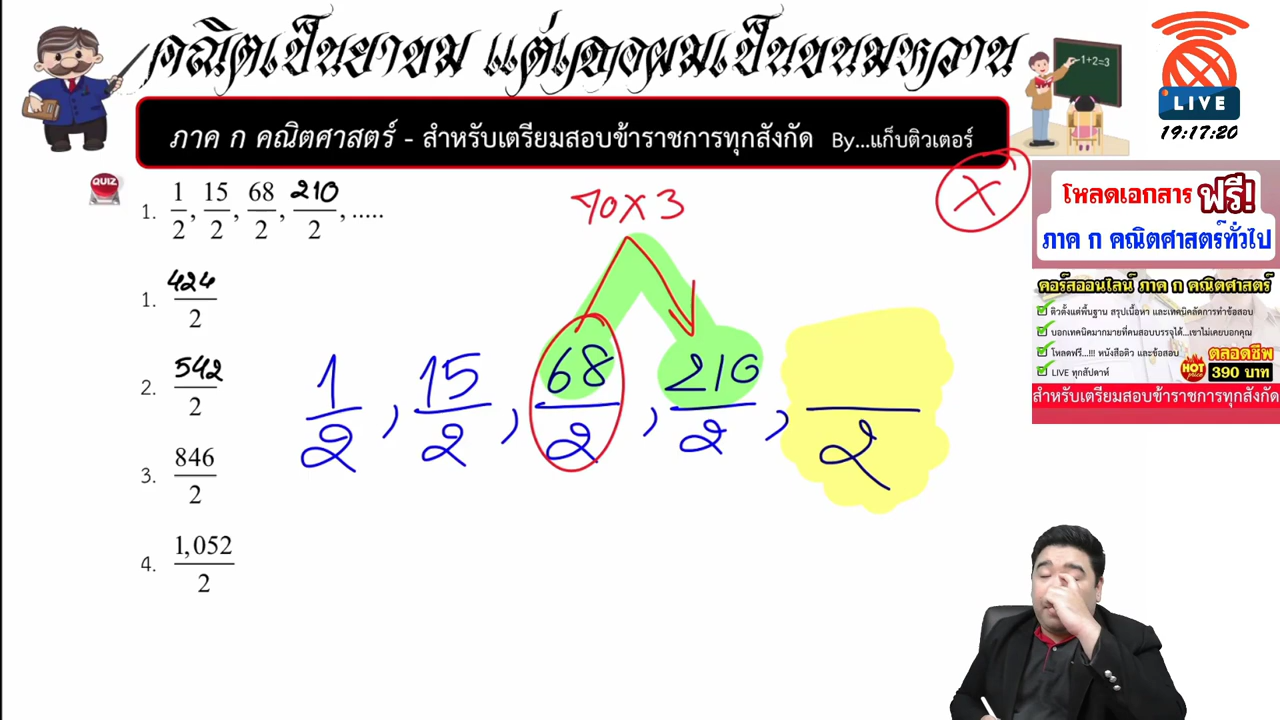 คณิตเป็นยาขม แต่เจอผมเป็นขนมหวาน
ภาค ก คณิตศาสตร์ - สำหรับเตรียมสอบข้าราชการทุกสังกัด By...แก็บติวเตอร์
1+2=3
LIVE
19:17:20
QUIZ
1. 1/2, 15/2, 68/2, 210/2, .....
1. 424/2
2. 542/2
3. 846/2
4. 1,052/2
70 x 3
X
1/2, 15/2, 68/2, 210/2, /2
โหลดเอกสาร ฟรี!
ภาค ก คณิตศาสตร์ทั่วไป
คอร์สออนไลน์ ภาค ก คณิตศาสตร์
ติวตั้งแต่พื้นฐาน สรุปเนื้อหา และเทคนิคลัดการทำข้อสอบ
บอกเทคนิคมากมายที่คนสอบบรรจุได้...เขาไม่เคยบอกคุณ
โหลดฟรี...!!! หนังสือติว และข้อสอบ
ตลอดชีพ
LIVE ทุกสัปดาห์
HOT price
390 บาท
สำหรับเตรียมสอบข้าราชการทุกสังกัด